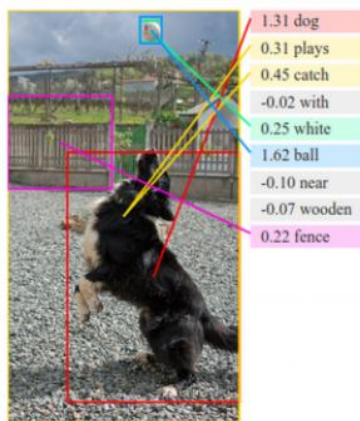 1.31 dog
0.31 plays
0.45 catch
-0.02 with
0.25 white
1.62 ball
-0.10 near
-0.07 wooden
0.22 fence